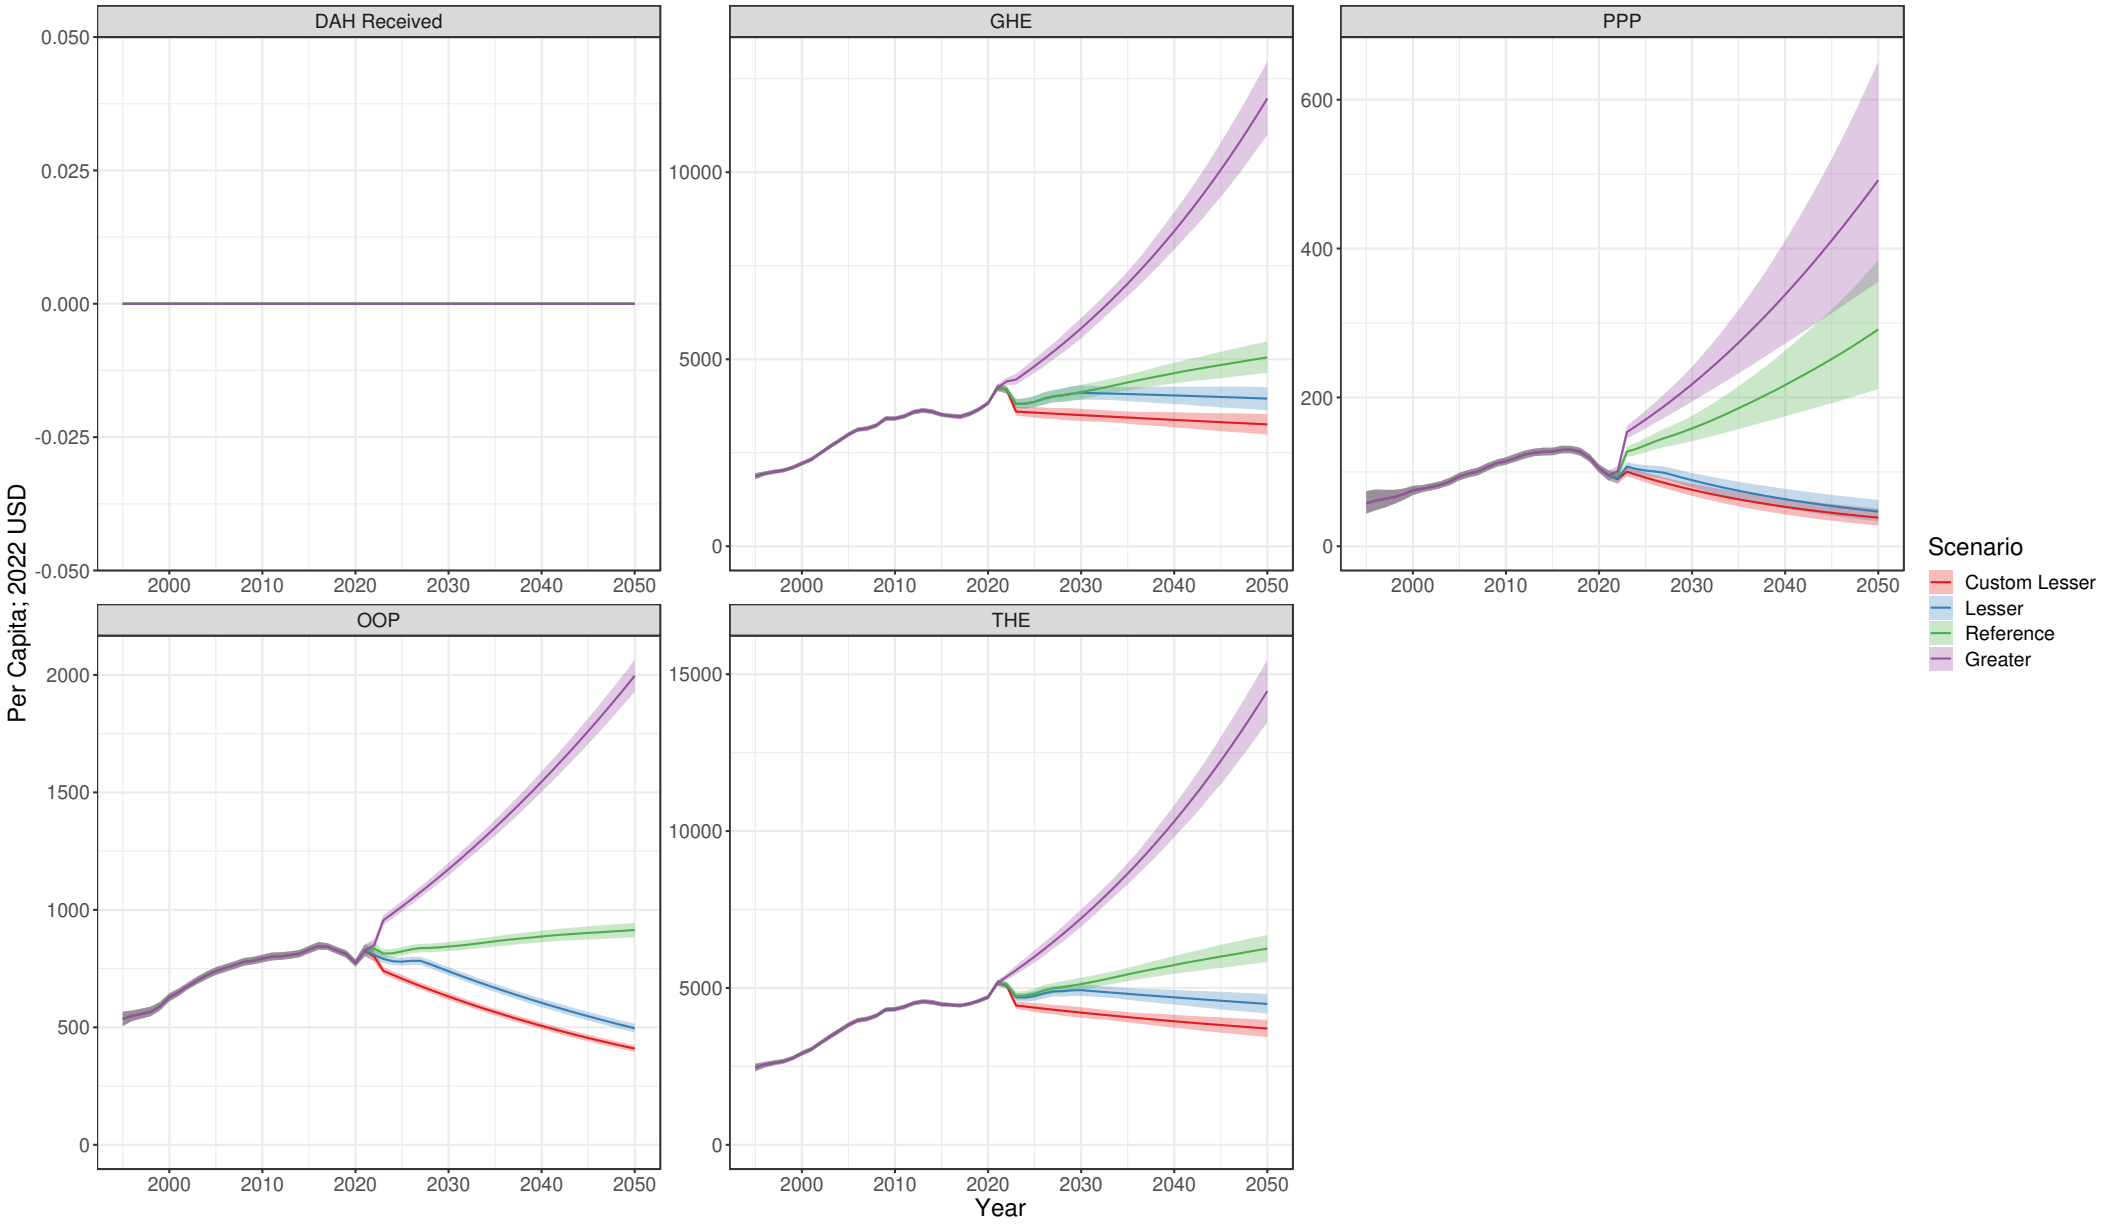 DAH Received
GHE
PPP
0.050
0.025
0.000
-0.025
-0.050
10000
5000
0
600
400
200
0
2000 2010 2020 2030 2040 2050
2000 2010 2020 2030 2040 2050
2000 2010 2020 2030 2040 2050
OOP
THE
2000
1500
1000
500
0
15000
10000
5000
0
2000 2010 2020 2030 2040 2050
2000 2010 2020 2030 2040 2050
Year
Per Capita; 2022 USD
Scenario
Custom Lesser
Lesser
Reference
Greater